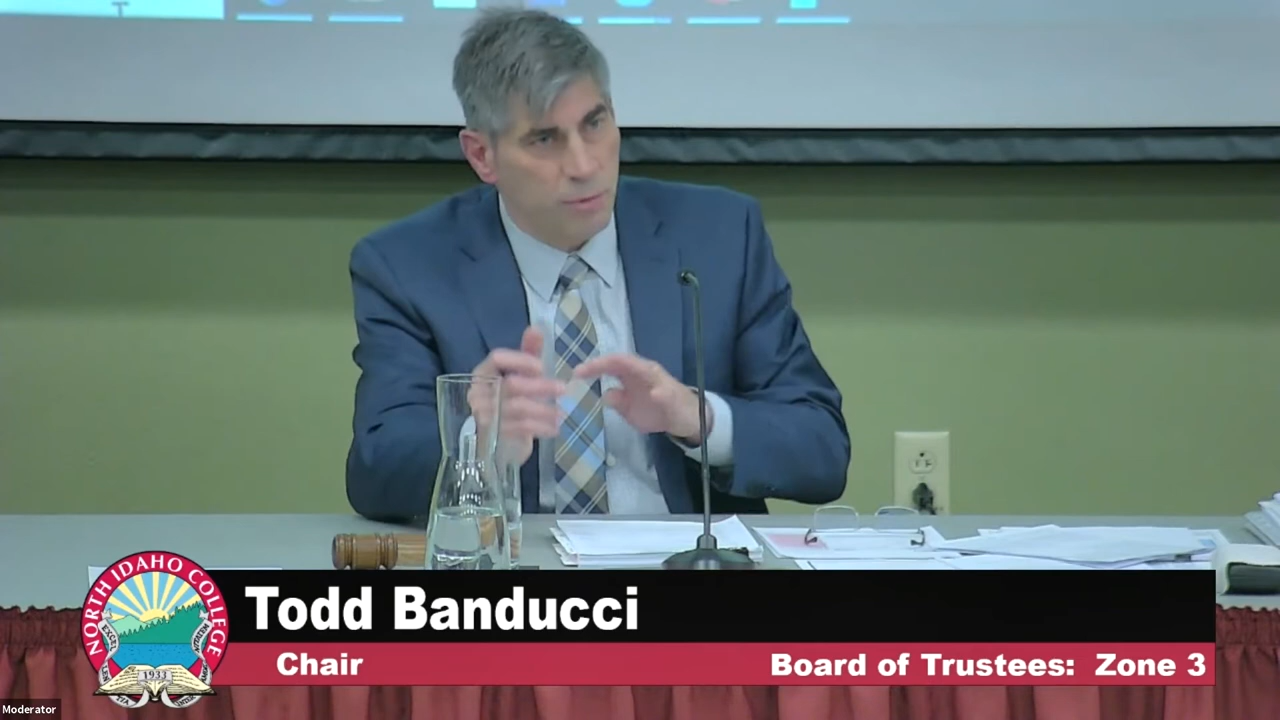 T
NORTH IDAHO COLLEGE
1933
Todd Banducci
Chair
Board of Trustees: Zone 3
Moderator